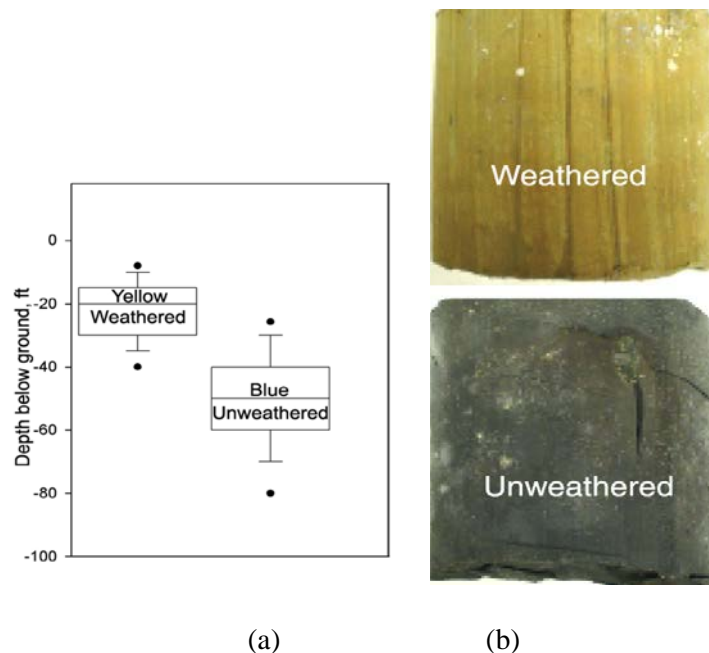 Depth below ground, ft
0
-20
-40
-60
-80
-100
Yellow
Weathered
Blue
Unweathered
Weathered
Unweathered
(a)
(b)